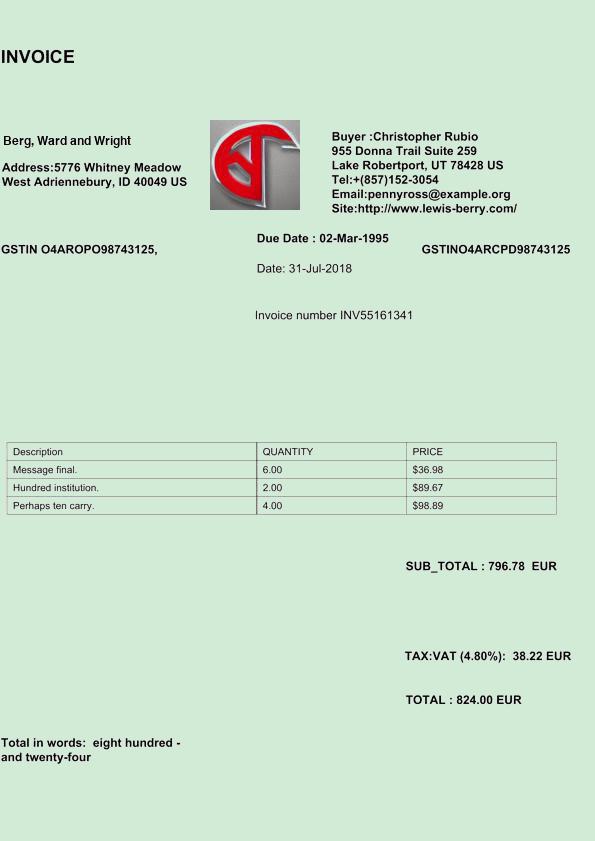 INVOICE
Berg, Ward and Wright
Address:5776 Whitney Meadow
West Adriennebury, ID 40049 US
Buyer :Christopher Rubio
955 Donna Trail Suite 259
Lake Robertport, UT 78428 US
Tel:+(857)152-3054
Email:pennyross@example.org
Site:http://www.lewis-berry.com/
GSTIN O4AROPO98743125,
Due Date : 02-Mar-1995
GSTINO4ARCPD98743125
Date: 31-Jul-2018
Invoice number INV55161341
Description QUANTITY PRICE
Message final. 6.00 $36.98
Hundred institution. 2.00 $89.67
Perhaps ten carry. 4.00 $98.89
SUB_TOTAL : 796.78 EUR
TAX:VAT (4.80%): 38.22 EUR
TOTAL : 824.00 EUR
Total in words: eight hundred -
and twenty-four